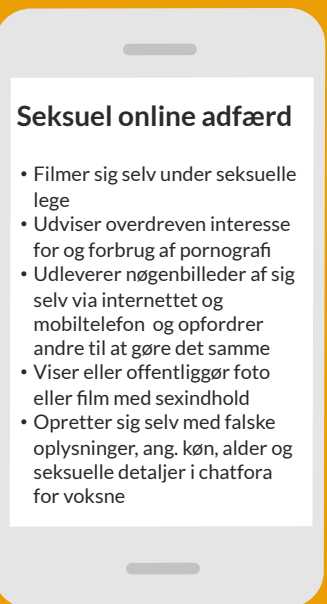 Seksuel online adfærd
• Filmer sig selv under seksuelle
lege
• Udviser overdreven interesse
for og forbrug af pornografi
• Udleverer nøgenbilleder af sig
selv via internettet og
mobiltelefon og opfordrer
andre til at gøre det samme
• Viser eller offentliggør foto
eller film med sexindhold
• Opretter sig selv med falske
oplysninger, ang. køn, alder og
seksuelle detaljer i chatfora
for voksne